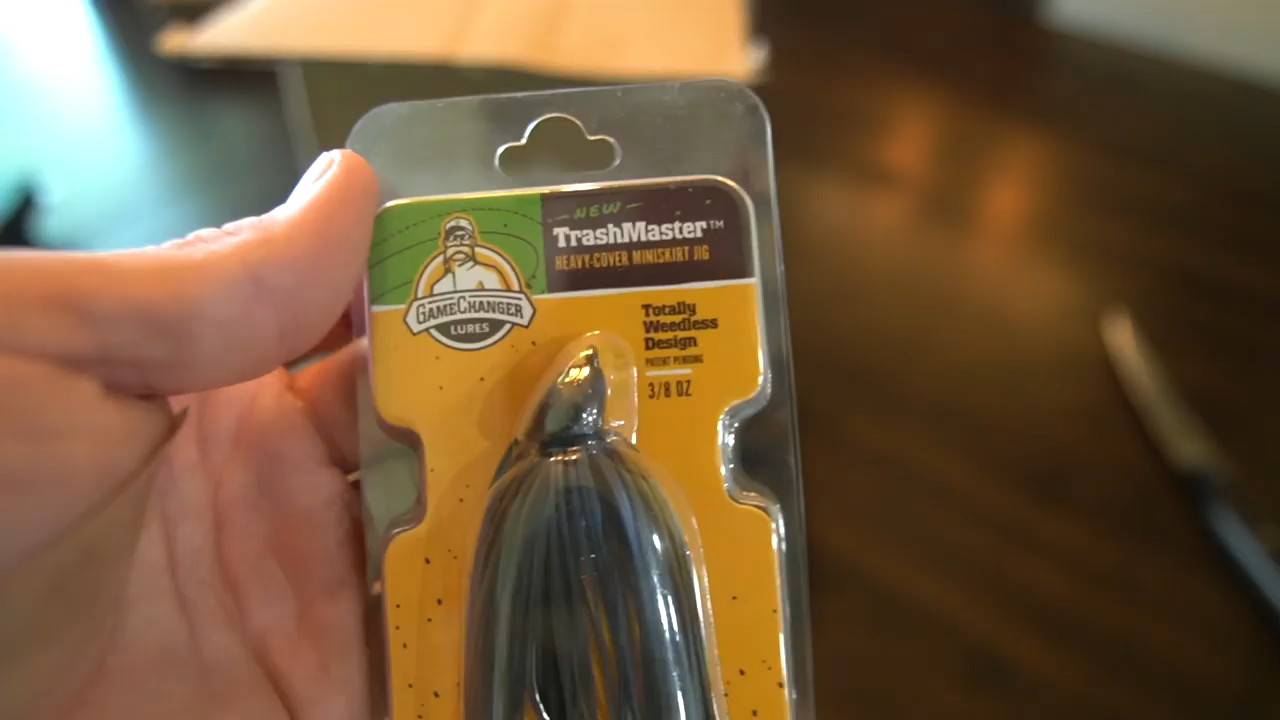 NEW
TrashMaster™
HEAVY-COVER MINISKIRT JIG
GAMECHANGER
LURES
Totally
Weedless
Design
PATENT PENDING
3/8 OZ